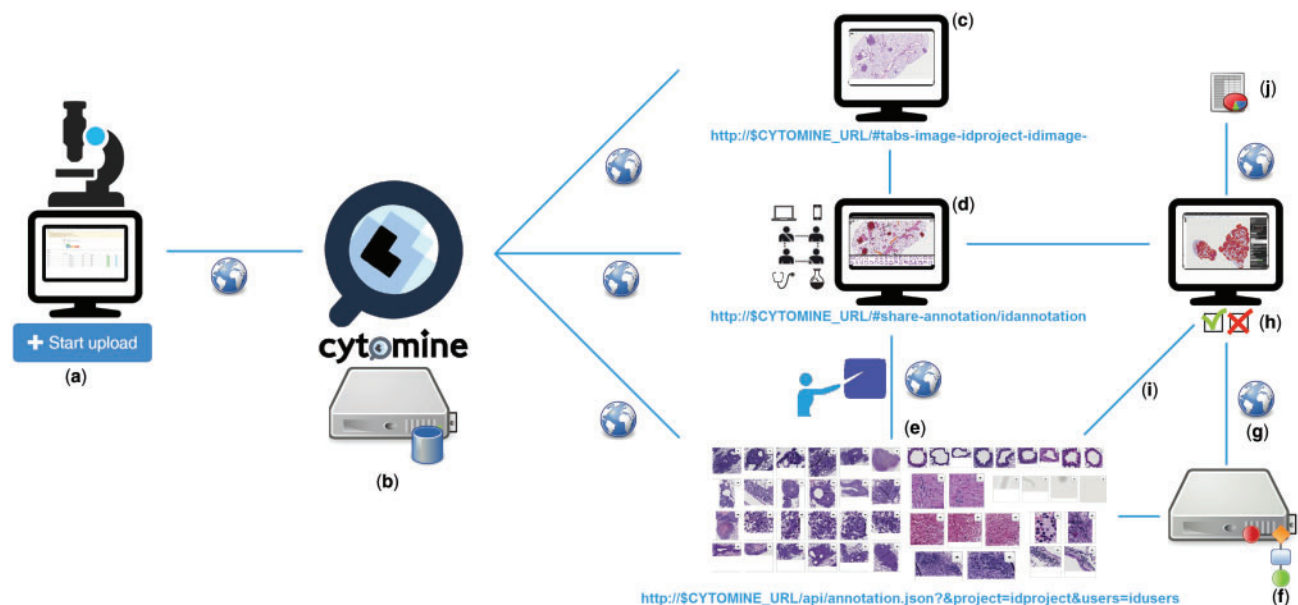 (c)
(j)
http://$CYTOMINE_URL/#tabs-image-idproject-idimage-
(d)
+ Start upload
(a)
cytomine
http://$CYTOMINE_URL/#share-annotation/idannotation
(h)
(i)
(e)
(g)
(b)
(f)
http://$CYTOMINE_URL/api/annotation.json?&project=idproject&users=idusers